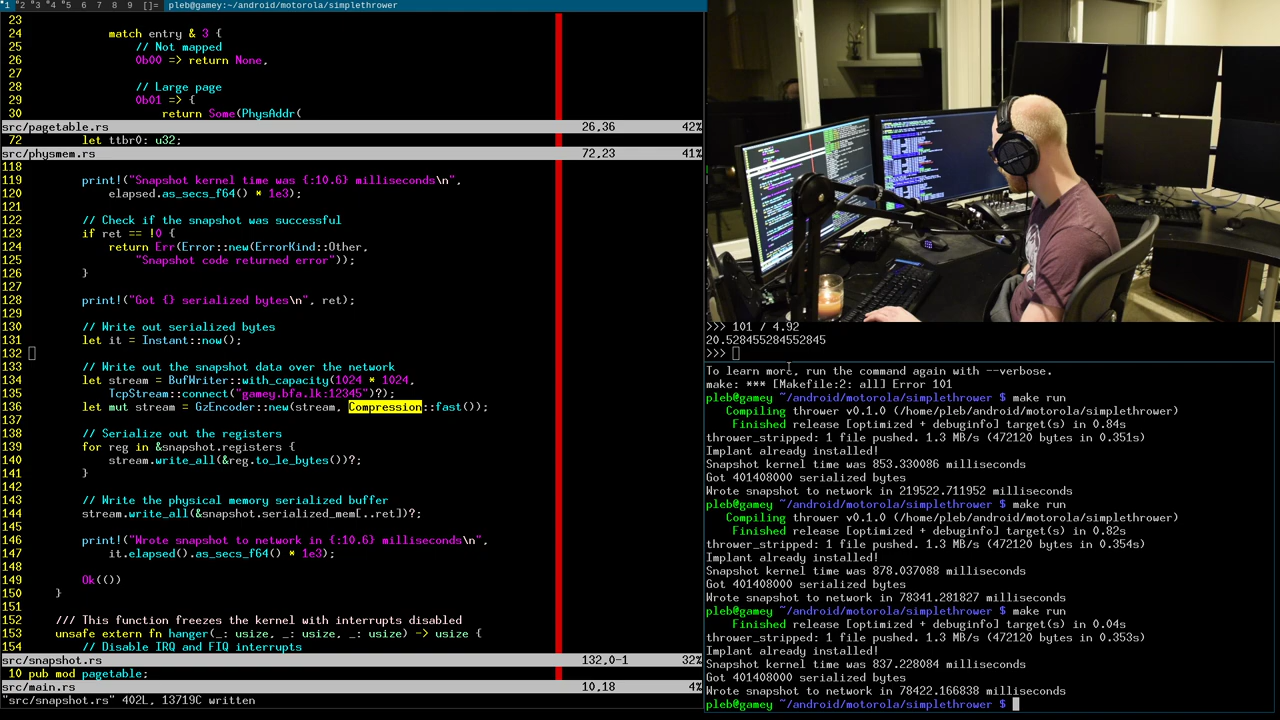 1 2 3 4 5 6 7 8 9 []= pleb@gamey:~/android/motorola/simplethrower
23
24 match entry & 3 {
25 // Not mapped
26 0b00 => return None,
27
28 // Large page
29 0b01 => {
30 return Some(PhysAddr(
src/pagetable.rs 26,36 42%
72 let ttbr0: u32;
src/physmem.rs 72,23 41%
118
119 print!("Snapshot kernel time was {:10.6} milliseconds\n",
120 elapsed.as_secs_f64() * 1e3);
121
122 // Check if the snapshot was successful
123 if ret == !0 {
124 return Err(Error::new(ErrorKind::Other,
125 "Snapshot code returned error"));
126 }
127
128 print!("Got {} serialized bytes\n", ret);
129
130 // Write out serialized bytes
131 let it = Instant::now();
132
133 // Write out the snapshot data over the network
134 let stream = BufWriter::with_capacity(1024 * 1024,
135 TcpStream::connect("gamey.bfa.lk:12345")?);
136 let mut stream = GzEncoder::new(stream, Compression::fast());
137
138 // Serialize out the registers
139 for reg in &snapshot.registers {
140 stream.write_all(&reg.to_le_bytes())?;
141 }
142
143 // Write the physical memory serialized buffer
144 stream.write_all(&snapshot.serialized_mem[..ret])?;
145
146 print!("Wrote snapshot to network in {:10.6} milliseconds\n",
147 it.elapsed().as_secs_f64() * 1e3);
148
149 Ok(())
150 }
151
152 /// This function freezes the kernel with interrupts disabled
153 unsafe extern fn hanger(_: usize, _: usize, _: usize) -> usize {
154 // Disable IRQ and FIQ interrupts
src/snapshot.rs 132,0-1 32%
10 pub mod pagetable;
src/main.rs 10,18 4%
"src/snapshot.rs" 402L, 13719C written
>>> 101 / 4.92
20.528455284552845
>>>
To learn more, run the command again with --verbose.
make: *** [Makefile:2: all] Error 101
pleb@gamey ~/android/motorola/simplethrower $ make run
Compiling thrower v0.1.0 (/home/pleb/android/motorola/simplethrower)
Finished release [optimized + debuginfo] target(s) in 0.84s
thrower_stripped: 1 file pushed. 1.3 MB/s (472120 bytes in 0.351s)
Implant already installed!
Snapshot kernel time was 853.330086 milliseconds
Got 401408000 serialized bytes
Wrote snapshot to network in 219522.711952 milliseconds
pleb@gamey ~/android/motorola/simplethrower $ make run
Compiling thrower v0.1.0 (/home/pleb/android/motorola/simplethrower)
Finished release [optimized + debuginfo] target(s) in 0.82s
thrower_stripped: 1 file pushed. 1.3 MB/s (472120 bytes in 0.354s)
Implant already installed!
Snapshot kernel time was 878.037088 milliseconds
Got 401408000 serialized bytes
Wrote snapshot to network in 78341.281827 milliseconds
pleb@gamey ~/android/motorola/simplethrower $ make run
Finished release [optimized + debuginfo] target(s) in 0.04s
thrower_stripped: 1 file pushed. 1.3 MB/s (472120 bytes in 0.353s)
Implant already installed!
Snapshot kernel time was 837.228084 milliseconds
Got 401408000 serialized bytes
Wrote snapshot to network in 78422.166838 milliseconds
pleb@gamey ~/android/motorola/simplethrower $